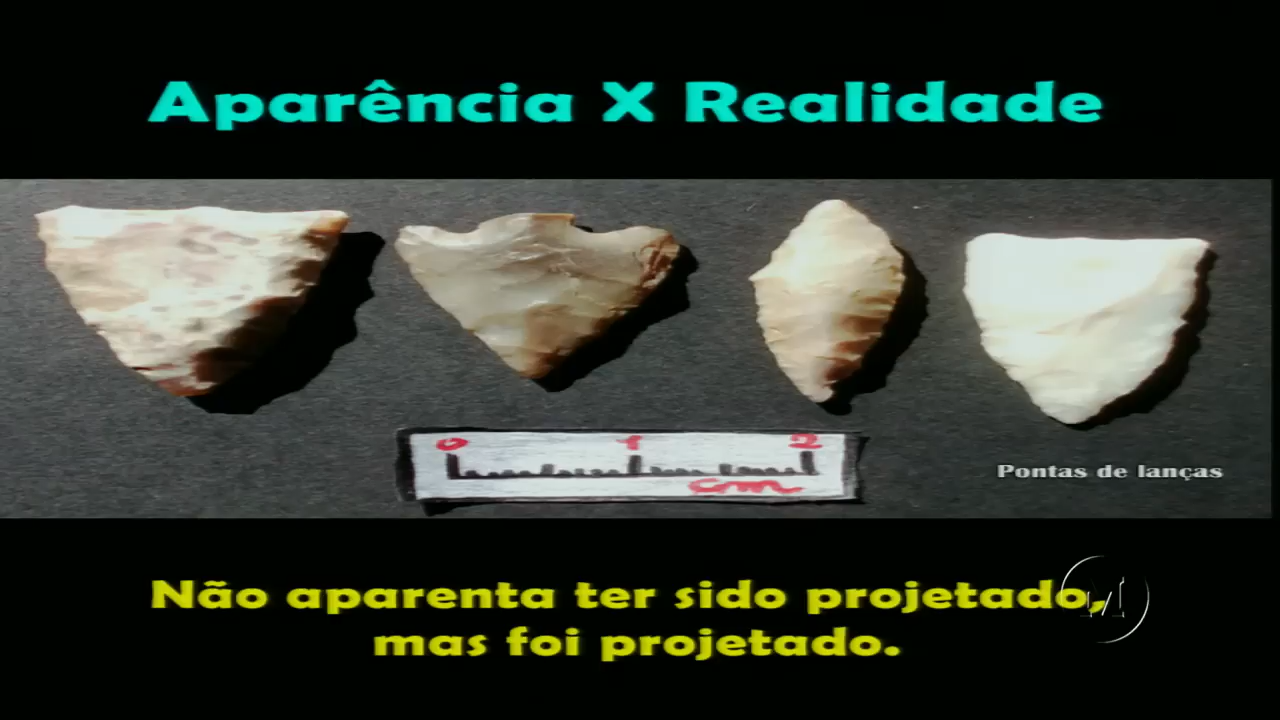 Aparência X Realidade
0 1 2
cm
Pontas de lanças
Não aparenta ter sido projetado,
M
mas foi projetado.